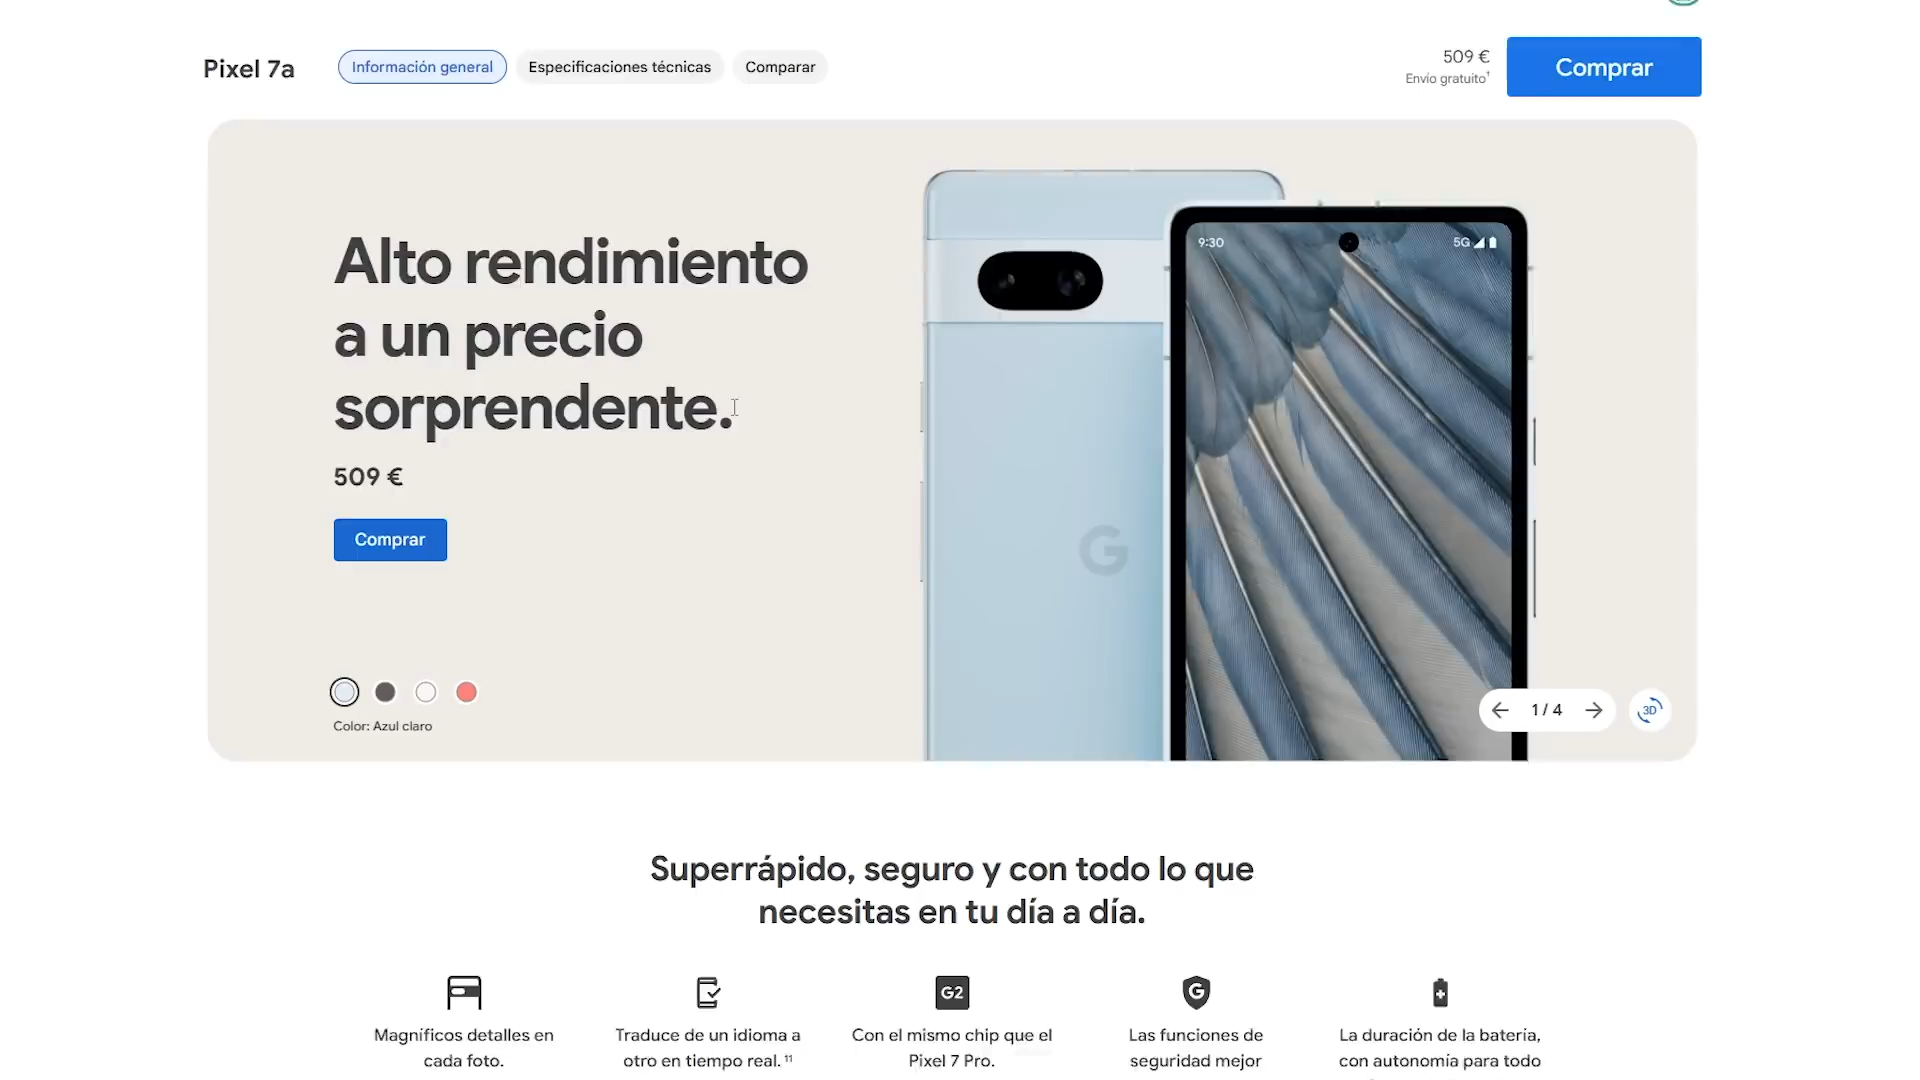 Pixel 7a
Información general
Especificaciones técnicas
Comparar
509 €
Envío gratuito†
Comprar
Alto rendimiento
a un precio
sorprendente.
509 €
Comprar
Color: Azul claro
9:30
5G
G
1 / 4
3D
Superrápido, seguro y con todo lo que
necesitas en tu día a día.
Magníficos detalles en
cada foto.
Traduce de un idioma a
otro en tiempo real. 11
G2
Con el mismo chip que el
Pixel 7 Pro.
G
Las funciones de
seguridad mejor
La duración de la batería,
con autonomía para todo